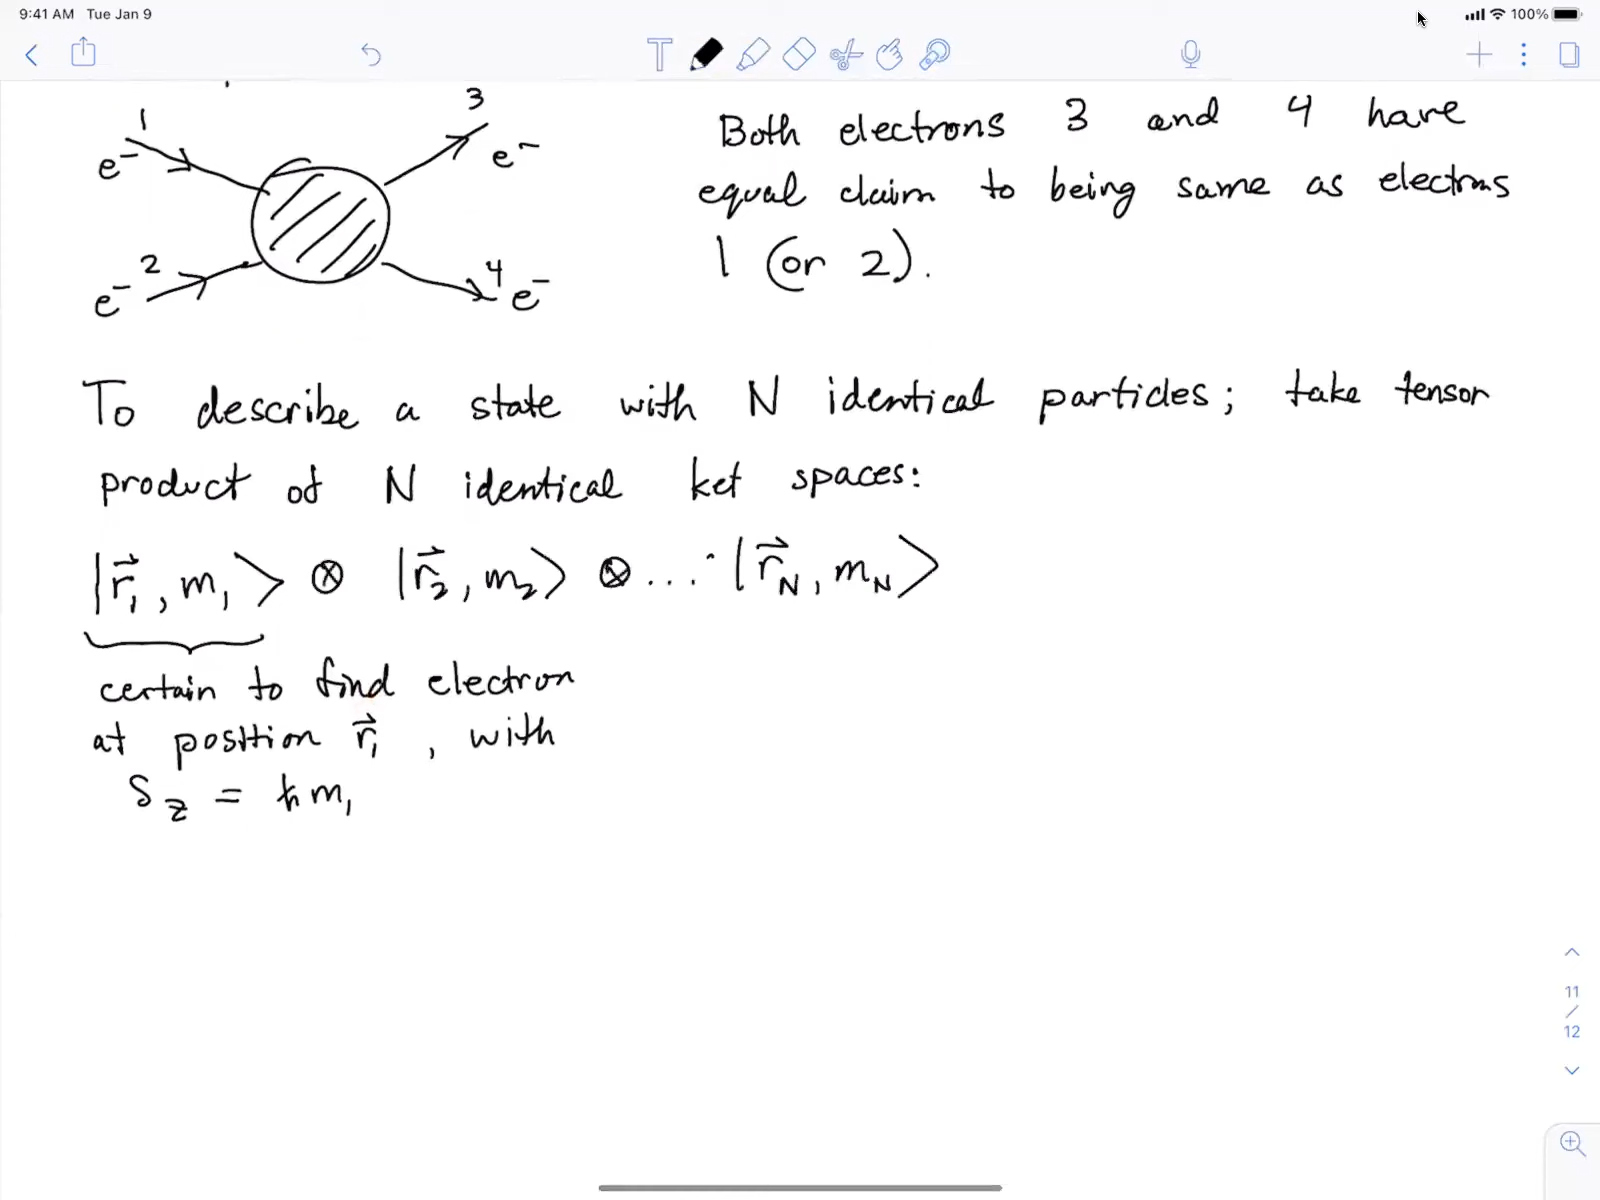 9:41 AM Tue Jan 9
100%
1
3
e⁻
e⁻
2
4
e⁻
e⁻
Both electrons 3 and 4 have
equal claim to being same as electrons
1 (or 2).
To describe a state with N identical particles; take tensor
product of N identical ket spaces:
|r⃗₁, m₁⟩ ⊗ |r⃗₂, m₂⟩ ⊗ ... |r⃗_N, m_N⟩
certain to find electron
at position r⃗₁, with
S_z = ħm₁
11
/
12